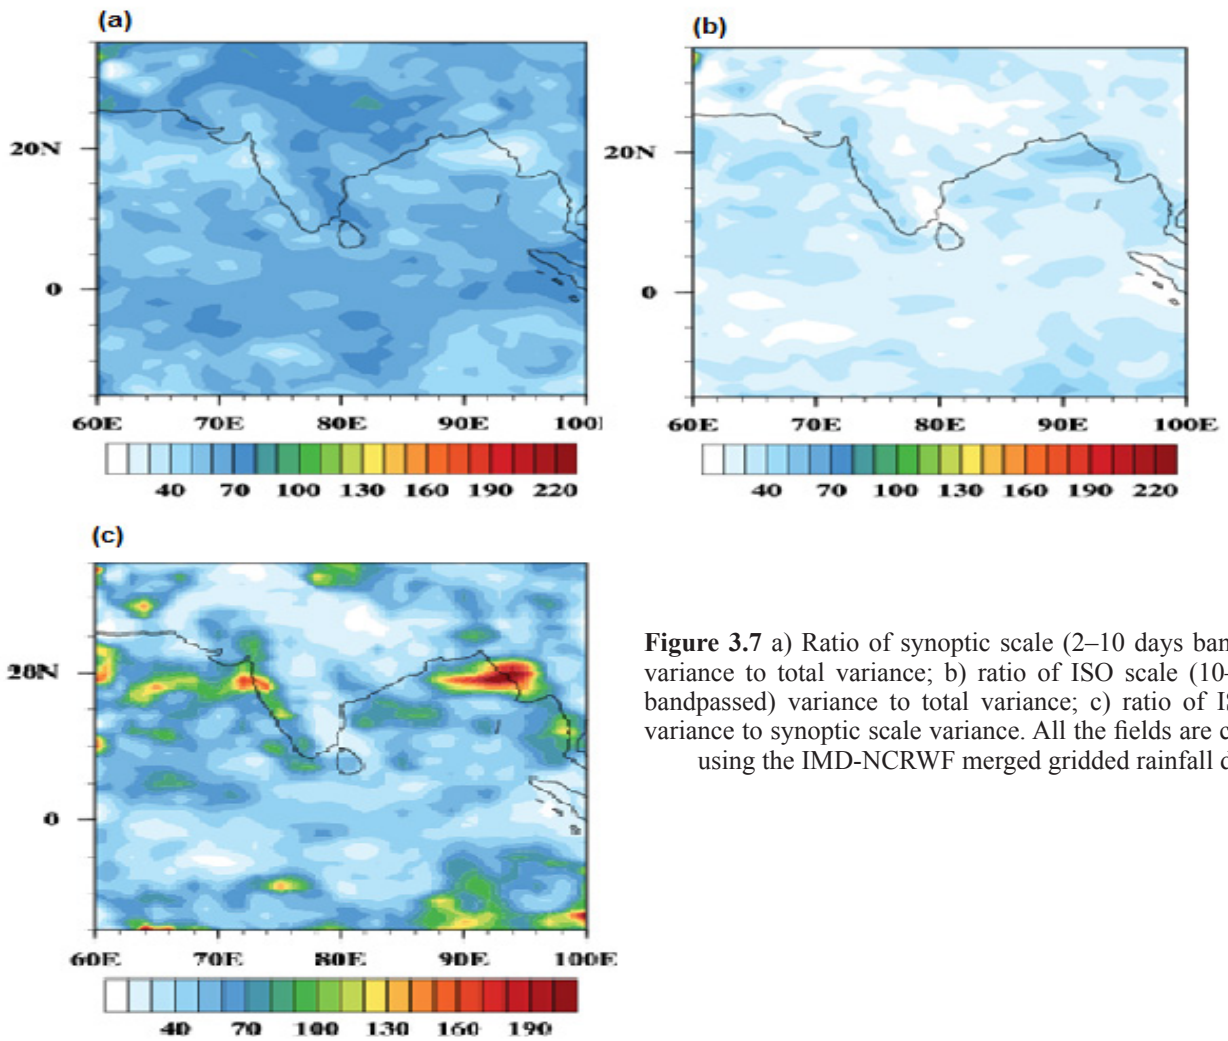 (a)
(b)
20N
0
60E 70E 80E 90E 100E
40 70 100 130 160 190 220
20N
0
60E 70E 80E 90E 100E
40 70 100 130 160 190 220
(c)
20N
0
60E 70E 80E 90E 100E
40 70 100 130 160 190
Figure 3.7 a) Ratio of synoptic scale (2–10 days ban
variance to total variance; b) ratio of ISO scale (10–
bandpassed) variance to total variance; c) ratio of IS
variance to synoptic scale variance. All the fields are c
using the IMD-NCRWF merged gridded rainfall d